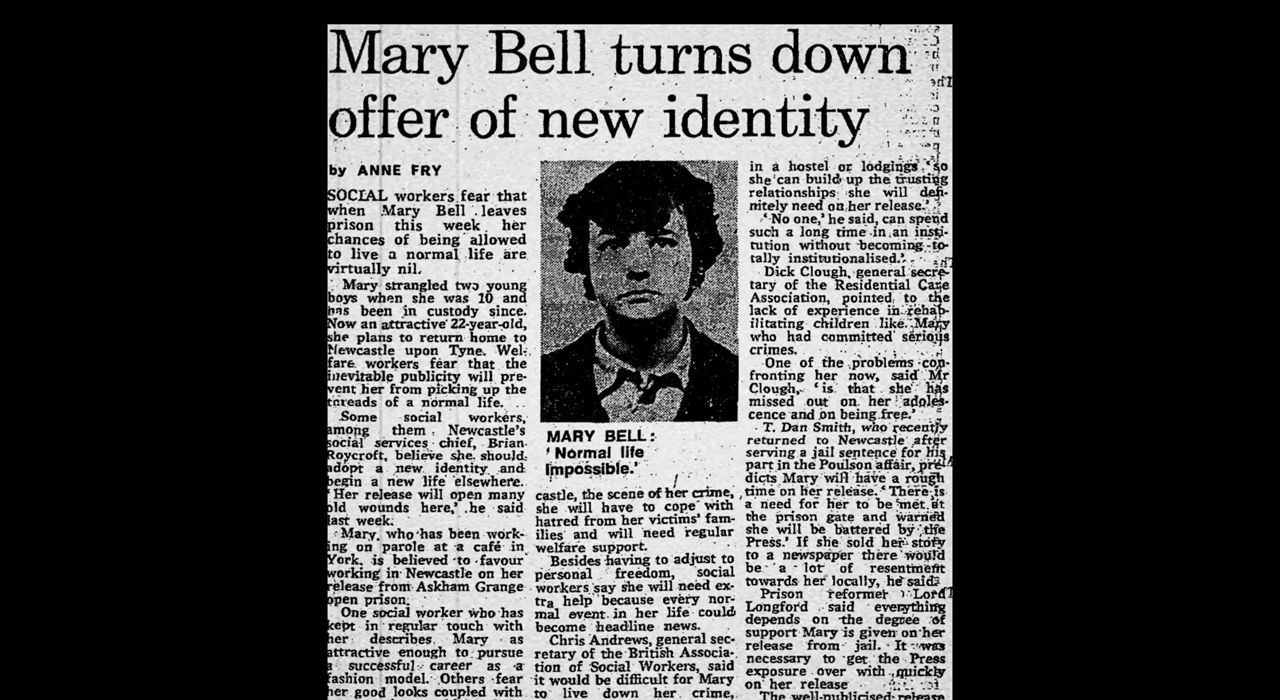 Mary Bell turns down
offer of new identity
by ANNE FRY
SOCIAL workers fear that
when Mary Bell leaves
prison this week her
chances of being allowed
to live a normal life are
virtually nil.
Mary strangled two young
boys when she was 10 and
has been in custody since.
Now an attractive 22-year-old,
she plans to return home to
Newcastle upon Tyne. Wel-
fare workers fear that the
inevitable publicity will pre-
vent her from picking up the
threads of a normal life.
Some social workers,
among them Newcastle's
social services chief, Brian
Roycroft, believe she should
adopt a new identity and
begin a new life elsewhere.
'Her release will open many
old wounds here,' he said
last week.
Mary, who has been work-
ing on parole at a café in
York, is believed to favour
working in Newcastle on her
release from Askham Grange
open prison.
One social worker who has
kept in regular touch with
her describes Mary as
attractive enough to pursue
a successful career as a
fashion model. Others fear
her good looks coupled with
MARY BELL:
'Normal life
impossible.'
castle, the scene of her crime,
she will have to cope with
hatred from her victims' fam-
ilies and will need regular
welfare support.
Besides having to adjust to
personal freedom, social
workers say she will need ex-
tra help because every nor-
mal event in her life could
become headline news.
Chris Andrews, general sec-
retary of the British Associa-
tion of Social Workers, said
it would be difficult for Mary
to live down her crime,
in a hostel or lodgings 'so
she can build up the trusting
relationships she will defi-
nitely need on her release.'
'No one,' he said, can spend
such a long time in an insti-
tution without becoming to-
tally institutionalised.'
Dick Clough, general secre-
tary of the Residential Care
Association, pointed to the
lack of experience in rehab-
ilitating children like Mary
who had committed serious
crimes.
One of the problems con-
fronting her now, said Mr
Clough, 'is that she has
missed out on her adoles-
cence and on being free.'
T. Dan Smith, who recently
returned to Newcastle after
serving a jail sentence for his
part in the Poulson affair, pre-
dicts Mary will have a rough
time on her release. 'There is
a need for her to be met at
the prison gate and warned
she will be battered by the
Press.' If she sold her story
to a newspaper there would
be a lot of resentment
towards her locally, he said.
Prison reformer Lord
Longford said everything
depends on the degree of
support Mary is given on her
release from jail. It was
necessary to get the Press
exposure over with quickly
on her release
The well-publicised release